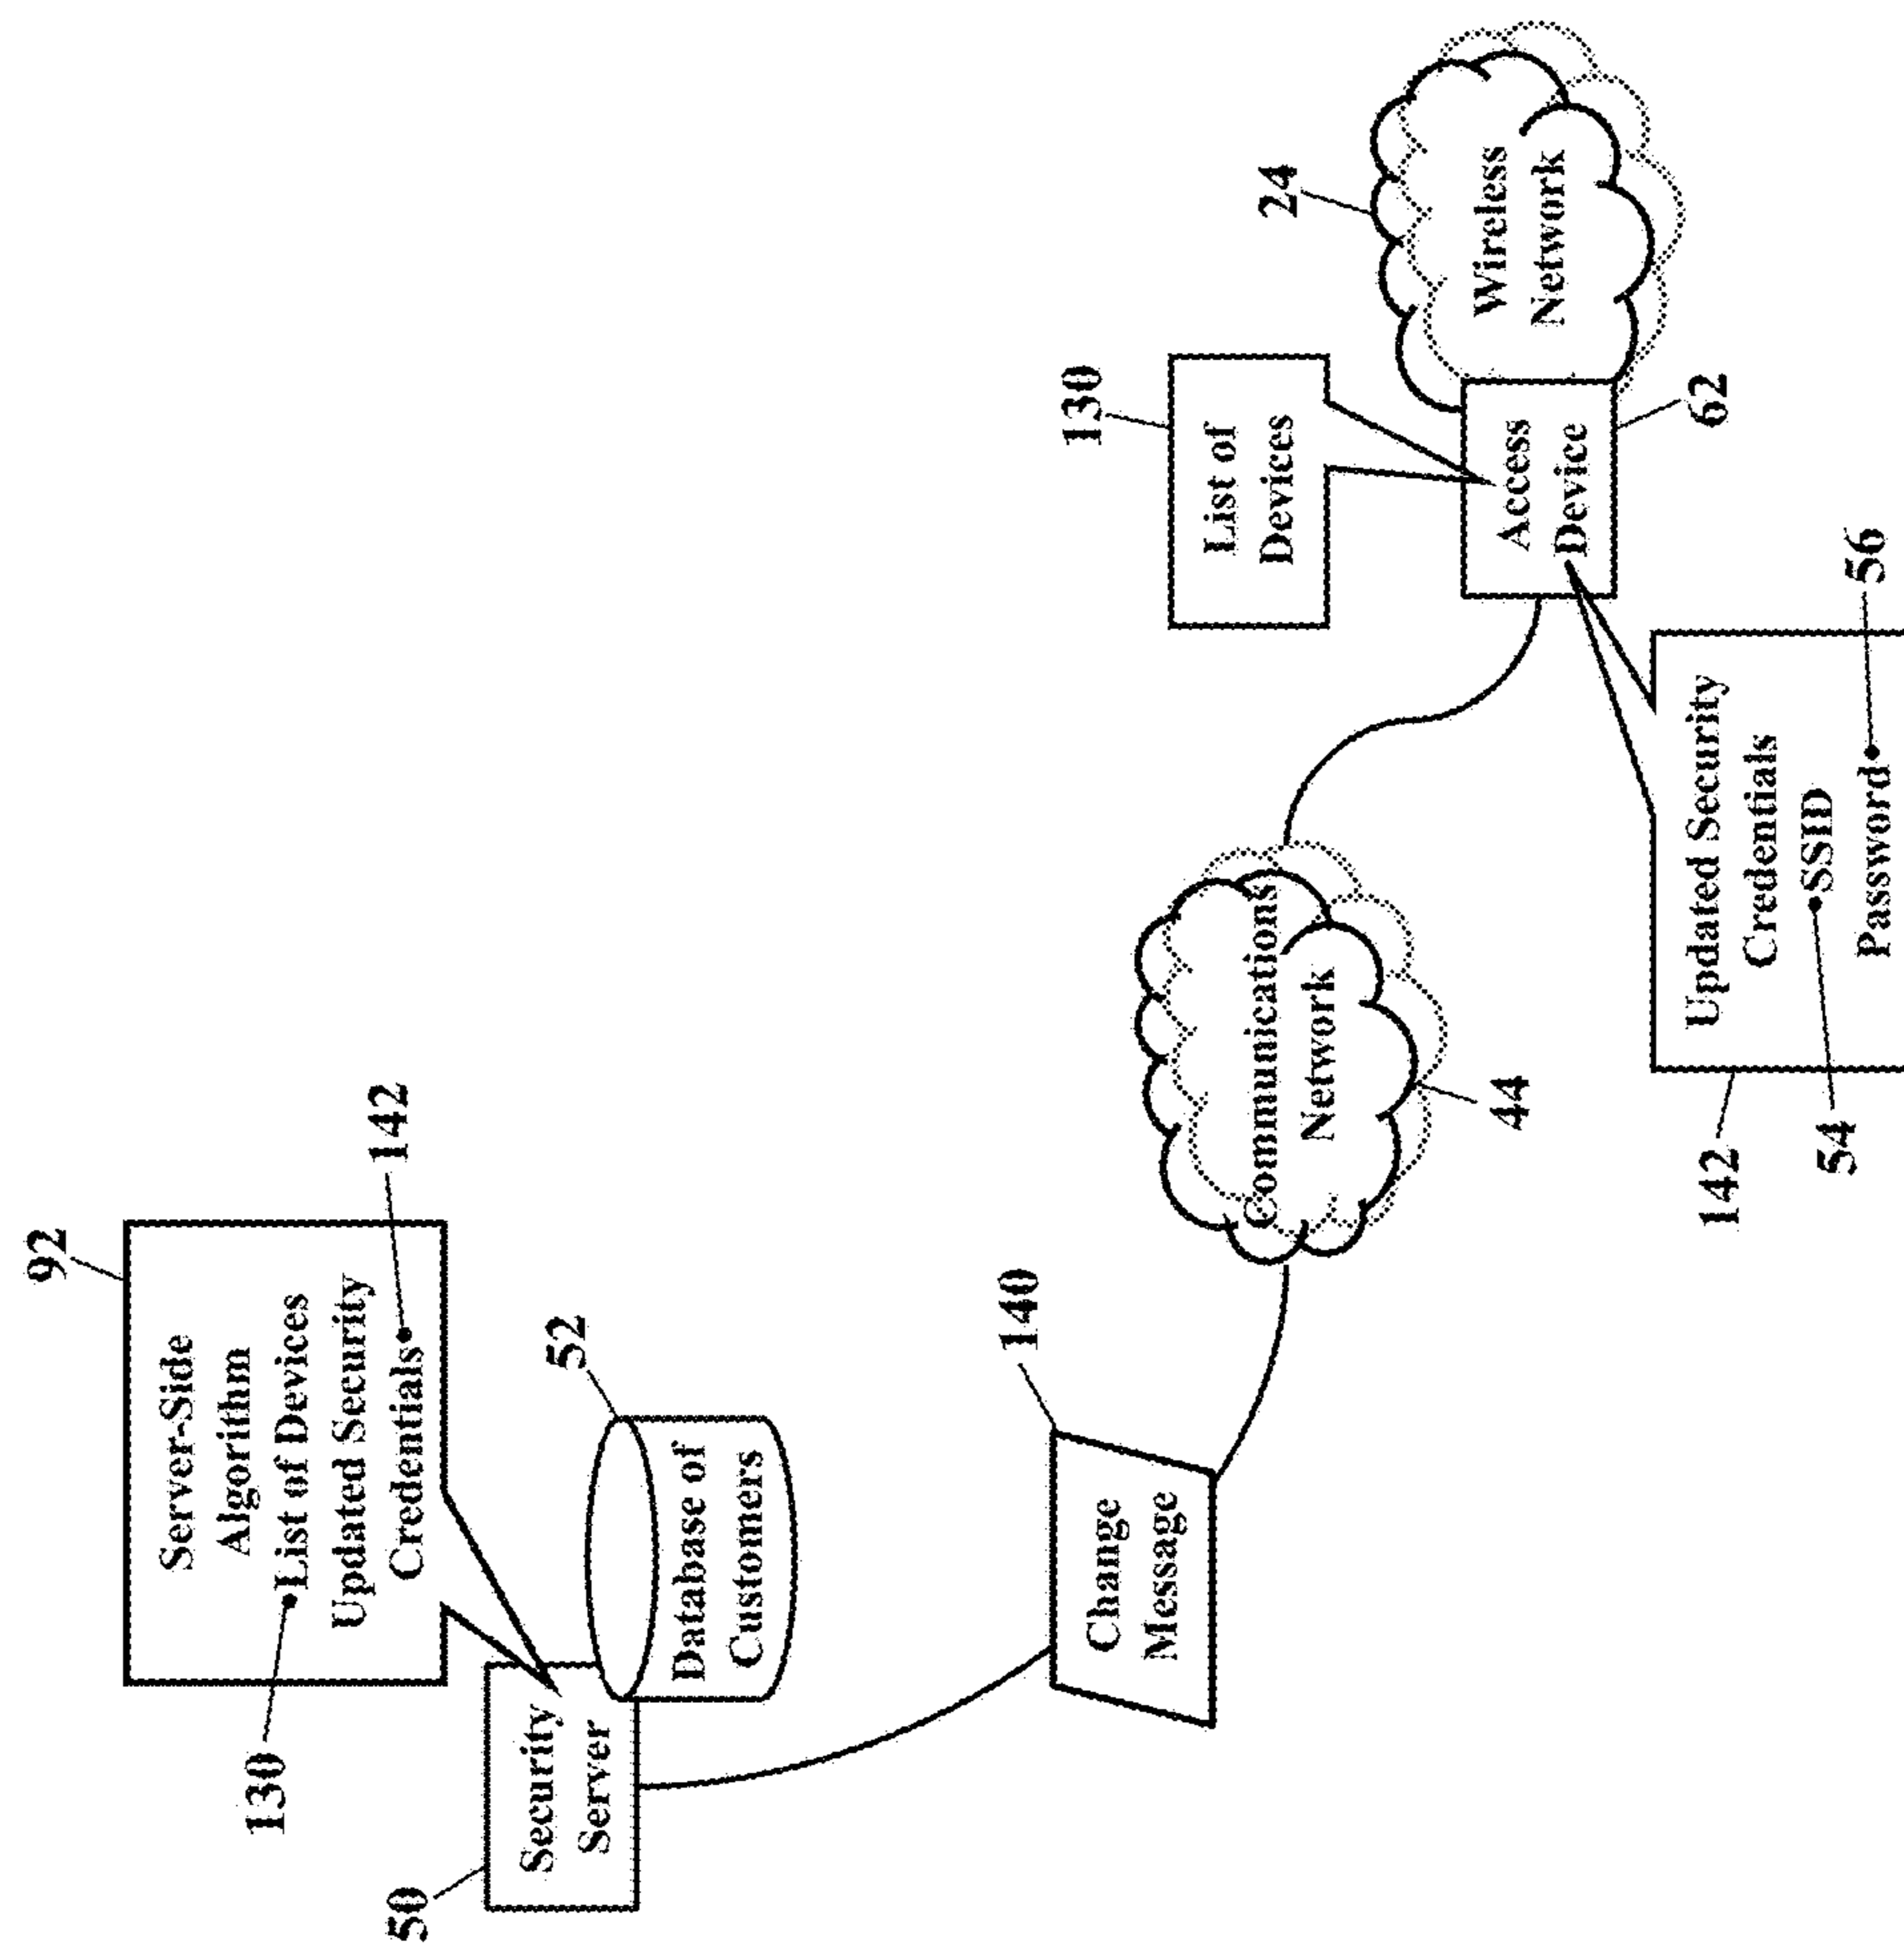 92
Server-Side
Algorithm
List of Devices
Updated Security
Credentials
130
142
50
Security
Server
52
Database of
Customers
140
Change
Message
Communications
Network
44
130
List of
Devices
24
Wireless
Network
Access
Device
62
142
Updated Security
Credentials
SSID
Password
54
56